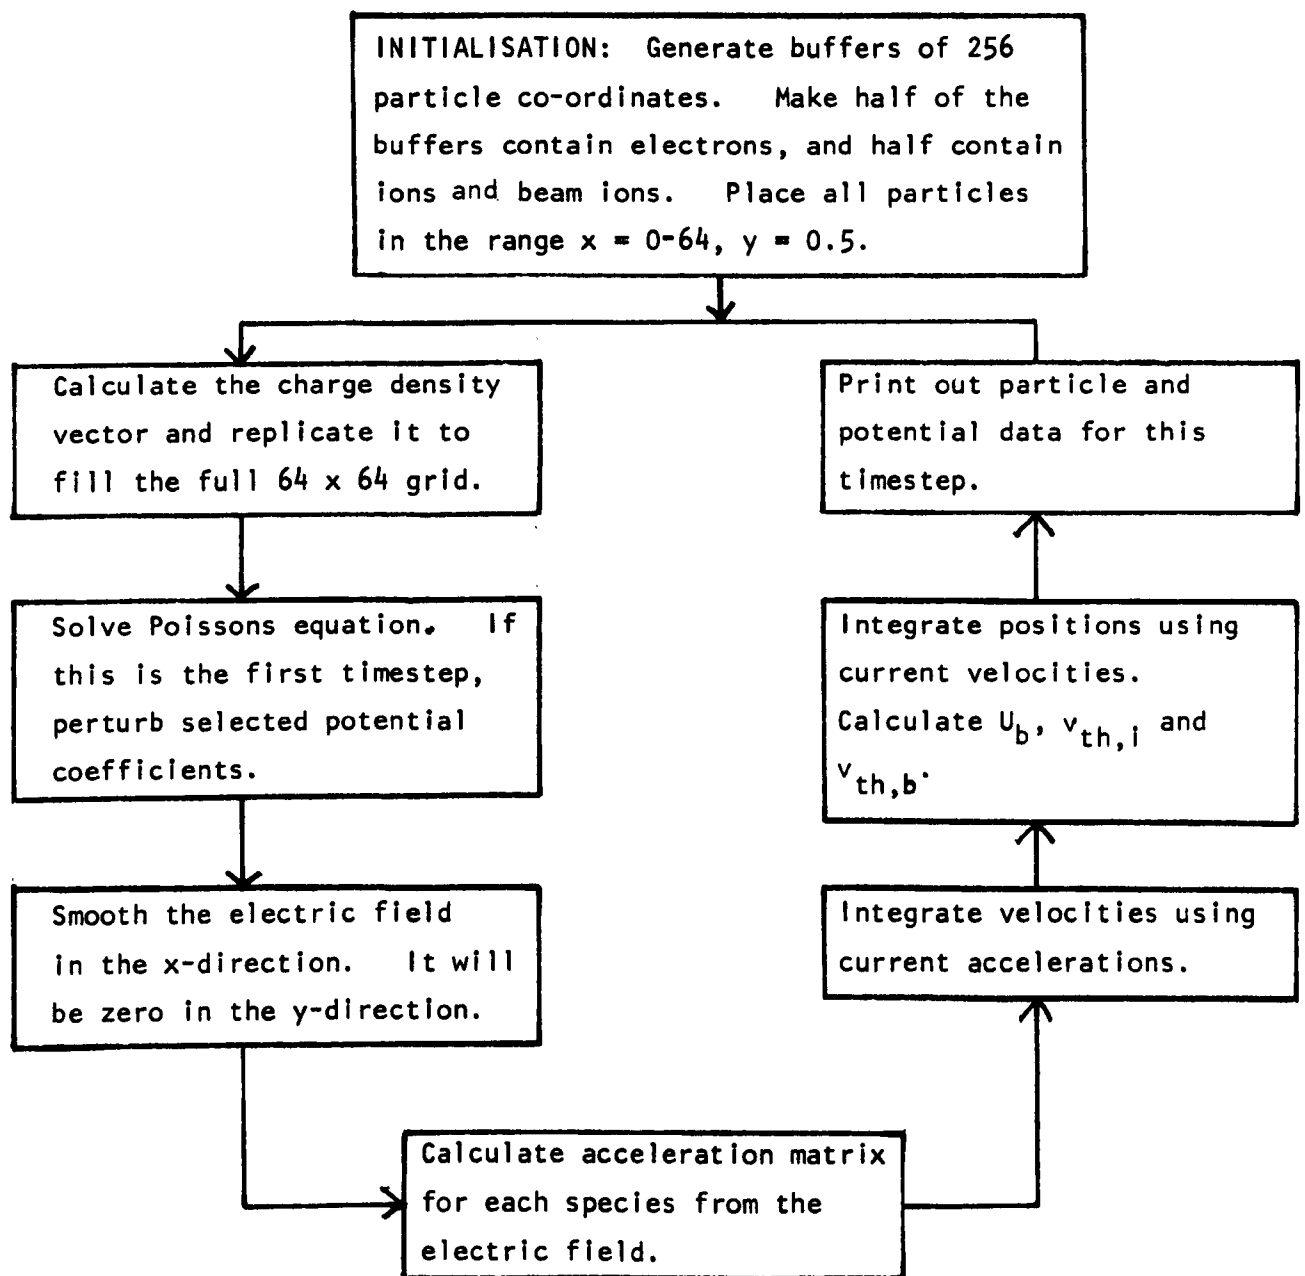 INITIALISATION: Generate buffers of 256
particle co-ordinates. Make half of the
buffers contain electrons, and half contain
ions and beam ions. Place all particles
in the range x = 0-64, y = 0.5.
Calculate the charge density
vector and replicate it to
fill the full 64 x 64 grid.
Solve Poissons equation. If
this is the first timestep,
perturb selected potential
coefficients.
Smooth the electric field
in the x-direction. It will
be zero in the y-direction.
Calculate acceleration matrix
for each species from the
electric field.
Integrate velocities using
current accelerations.
Integrate positions using
current velocities.
Calculate U_b, v_th,i and
v_th,b.
Print out particle and
potential data for this
timestep.